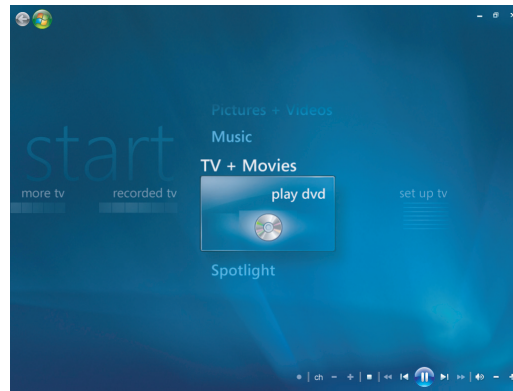 Pictures + Videos
start
Music
TV + Movies
more tv
recorded tv
play dvd
set up tv
Spotlight
ch